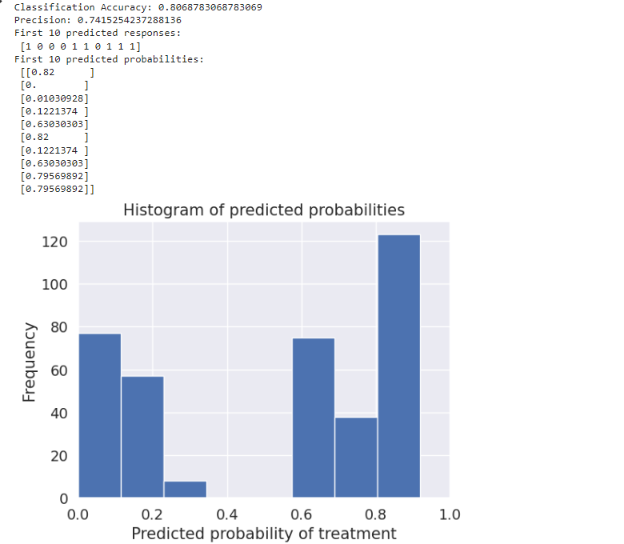 Classification Accuracy: 0.8068783068783069
Precision: 0.7415254237288136
First 10 predicted responses:
[1 0 0 0 1 1 0 1 1 1]
First 10 predicted probabilities:
[[0.82      ]
[0.        ]
[0.01030928]
[0.1221374 ]
[0.63030303]
[0.82      ]
[0.1221374 ]
[0.63030303]
[0.79569892]
[0.79569892]]
Histogram of predicted probabilities
120
100
80
60
40
20
0
Frequency
0.0 0.2 0.4 0.6 0.8 1.0
Predicted probability of treatment